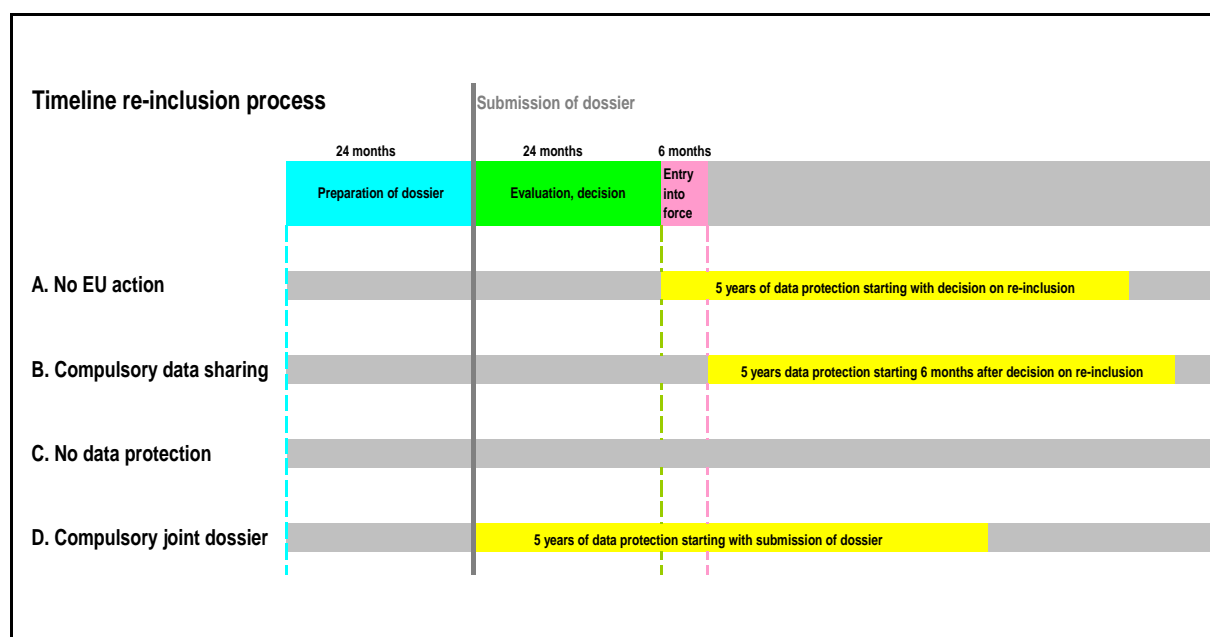 Timeline re-inclusion process
Submission of dossier
24 months
24 months
6 months
Preparation of dossier
Evaluation, decision
Entry
into
force
A. No EU action
5 years of data protection starting with decision on re-inclusion
B. Compulsory data sharing
5 years data protection starting 6 months after decision on re-inclusion
C. No data protection
D. Compulsory joint dossier
5 years of data protection starting with submission of dossier